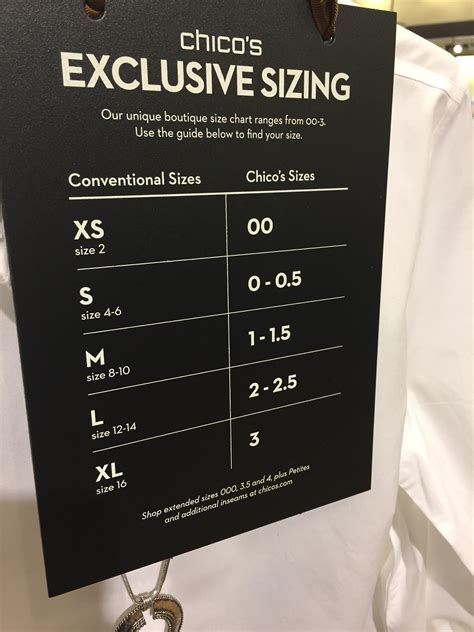 chico's
EXCLUSIVE SIZING
Our unique boutique size chart ranges from 00-3.
Use the guide below to find your size.
Conventional Sizes Chico's Sizes
XS 00
size 2
S 0 - 0.5
size 4-6
M 1 - 1.5
size 8-10
L 2 - 2.5
size 12-14
XL 3
size 16
Shop extended sizes 000, 3.5 and 4, plus Petites
and additional inseams at chicos.com